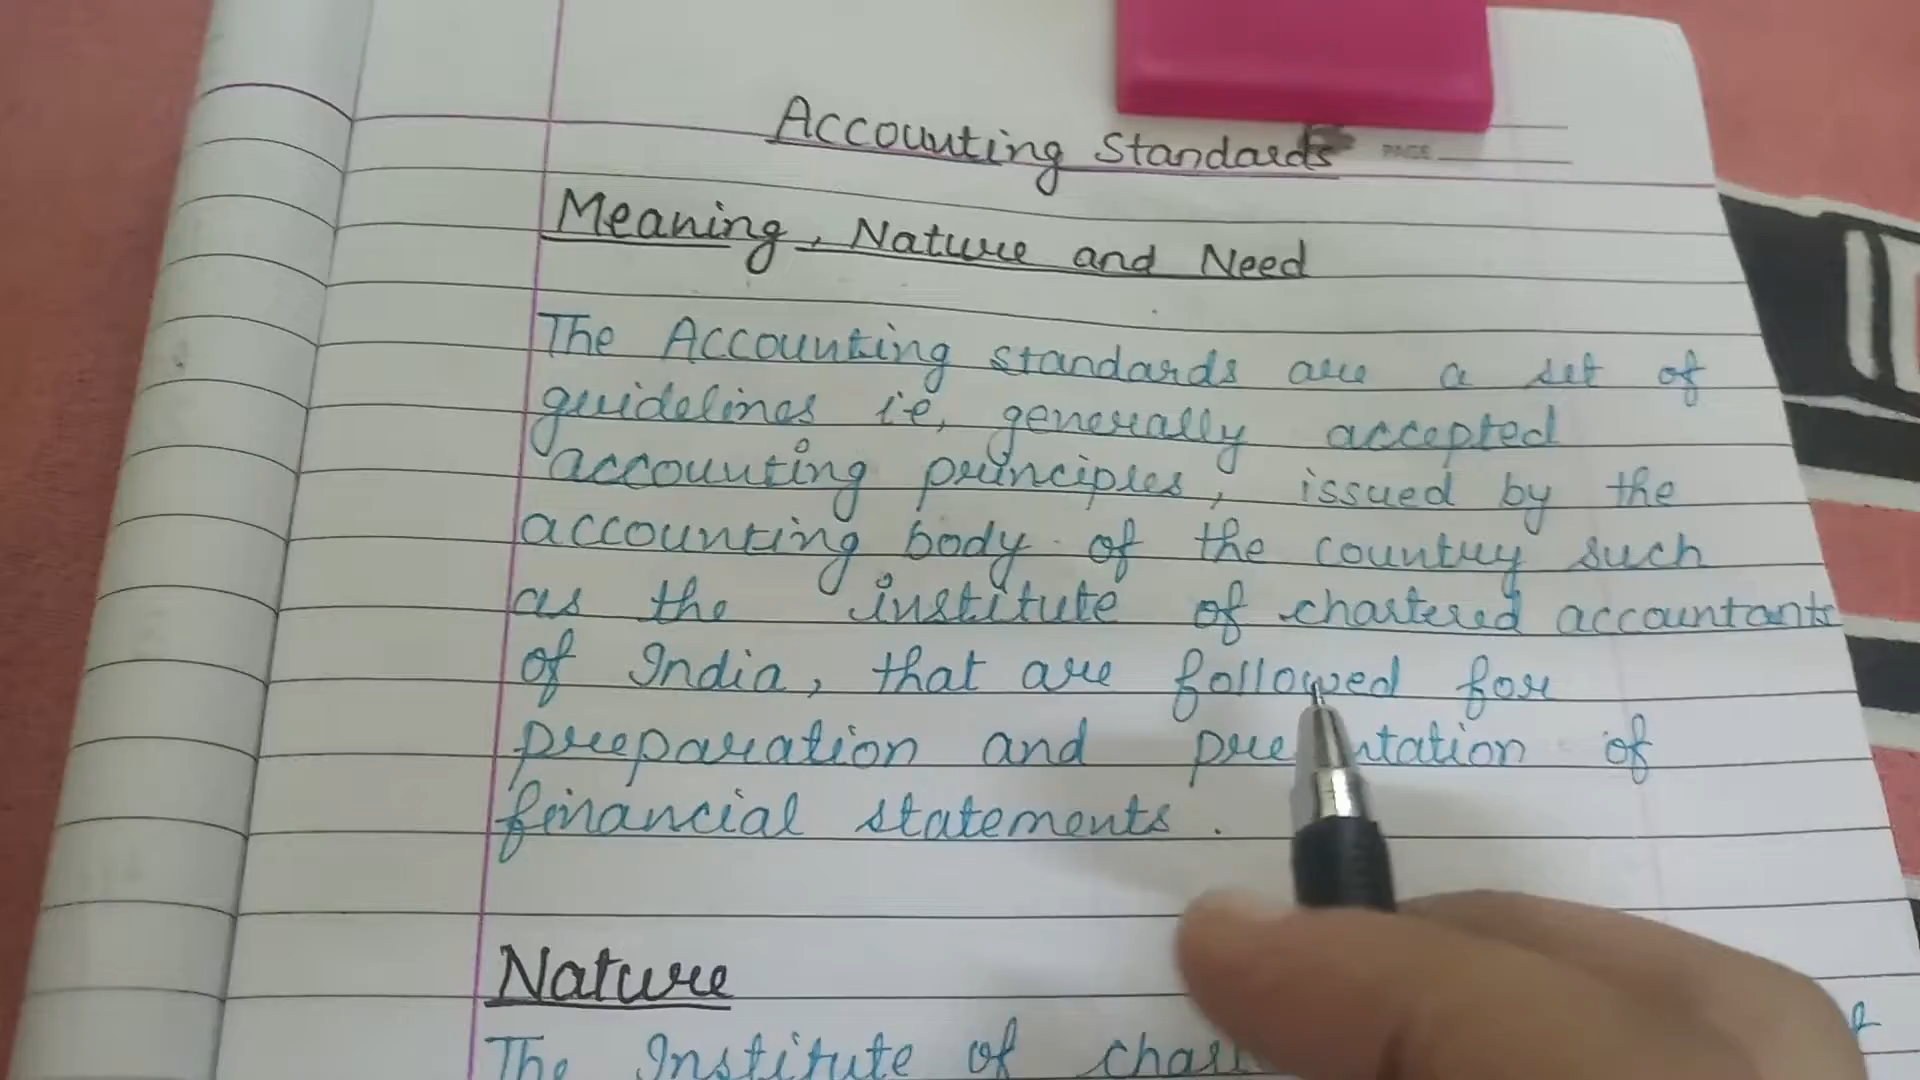 Accounting Standards
PAGE
Meaning, Nature and Need
The Accounting standards are a set of
guidelines i.e, generally accepted
accounting principles, issued by the
accounting body of the country such
as the institute of chartered accountants
of India, that are followed for
preparation and of
financial statements.
Nature
The Institute of